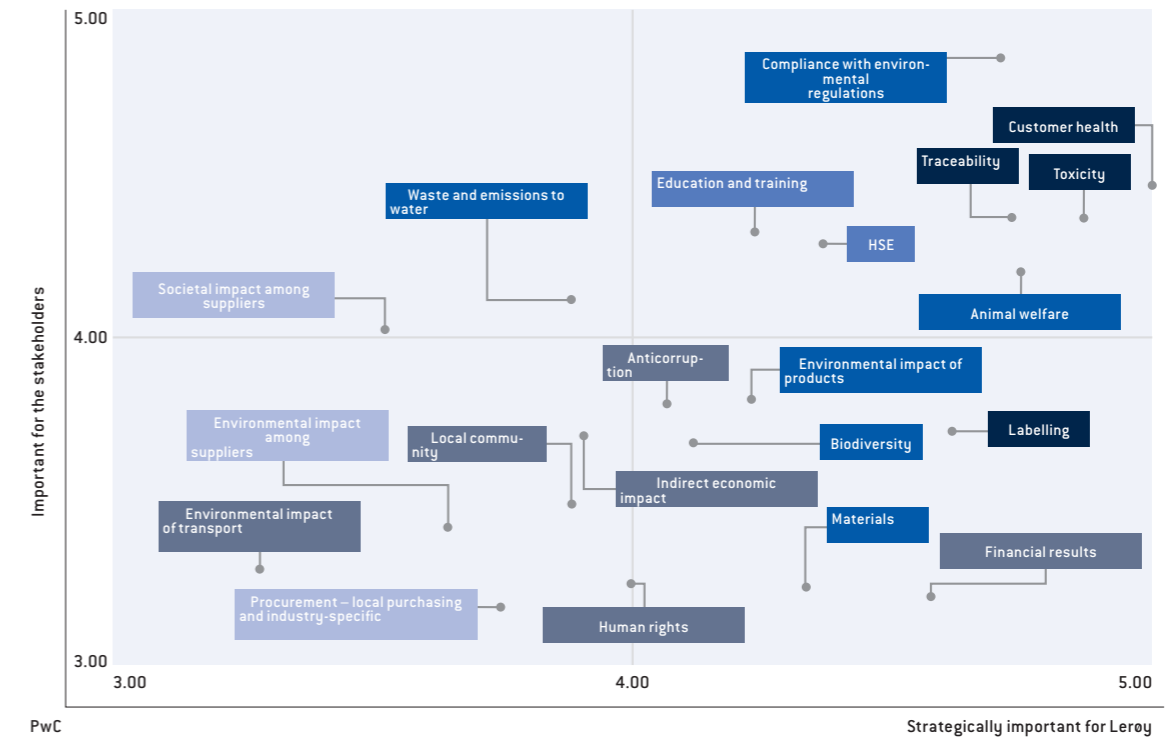 5.00
Compliance with environ-
mental
regulations
Customer health
Traceability
Toxicity
Education and training
Waste and emissions to
water
HSE
Societal impact among
suppliers
Animal welfare
Important for the stakeholders
4.00
Anticorrup-
tion
Environmental impact of
products
Environmental impact
among
suppliers
Local commu-
nity
Biodiversity
Labelling
Indirect economic
impact
Environmental impact
of transport
Materials
Financial results
Procurement – local purchasing
and industry-specific
Human rights
3.00
3.00
4.00
5.00
PwC
Strategically important for Lerøy